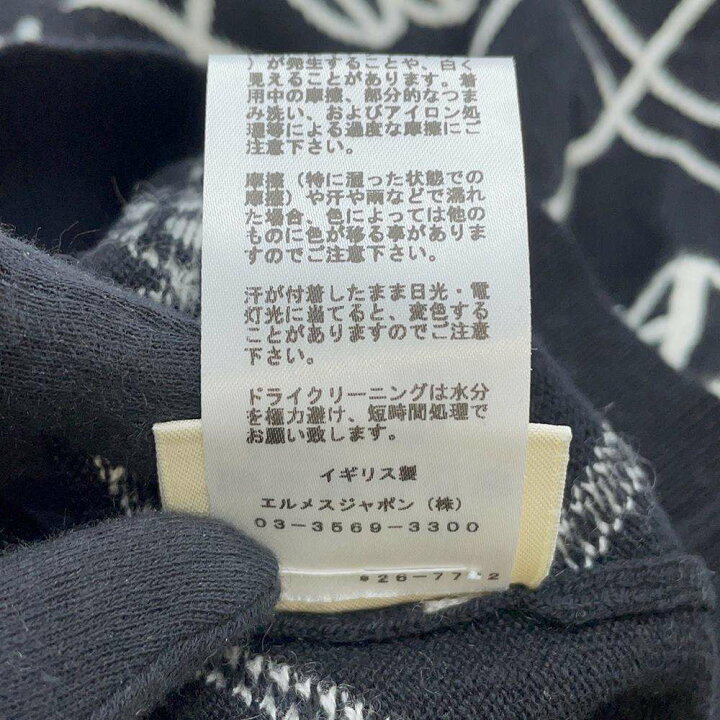 ）が発生することや、白く
見えることがあります。着
用中の摩擦、部分的なつま
み洗い、およびアイロン処
理等による過度な摩擦にご
注意下さい。
摩擦（特に湿った状態での
摩擦）や汗や雨などで濡れ
た場合、色によっては他の
ものに色が移る事がありま
すのでご注意下さい。
汗が付着したまま日光・電
灯光に当てると、変色する
ことがありますのでご注意
下さい。
ドライクリーニングは水分
を極力避け、短時間処理で
お願い致します。
イギリス製
エルメスジャポン（株）
03-3569-3300